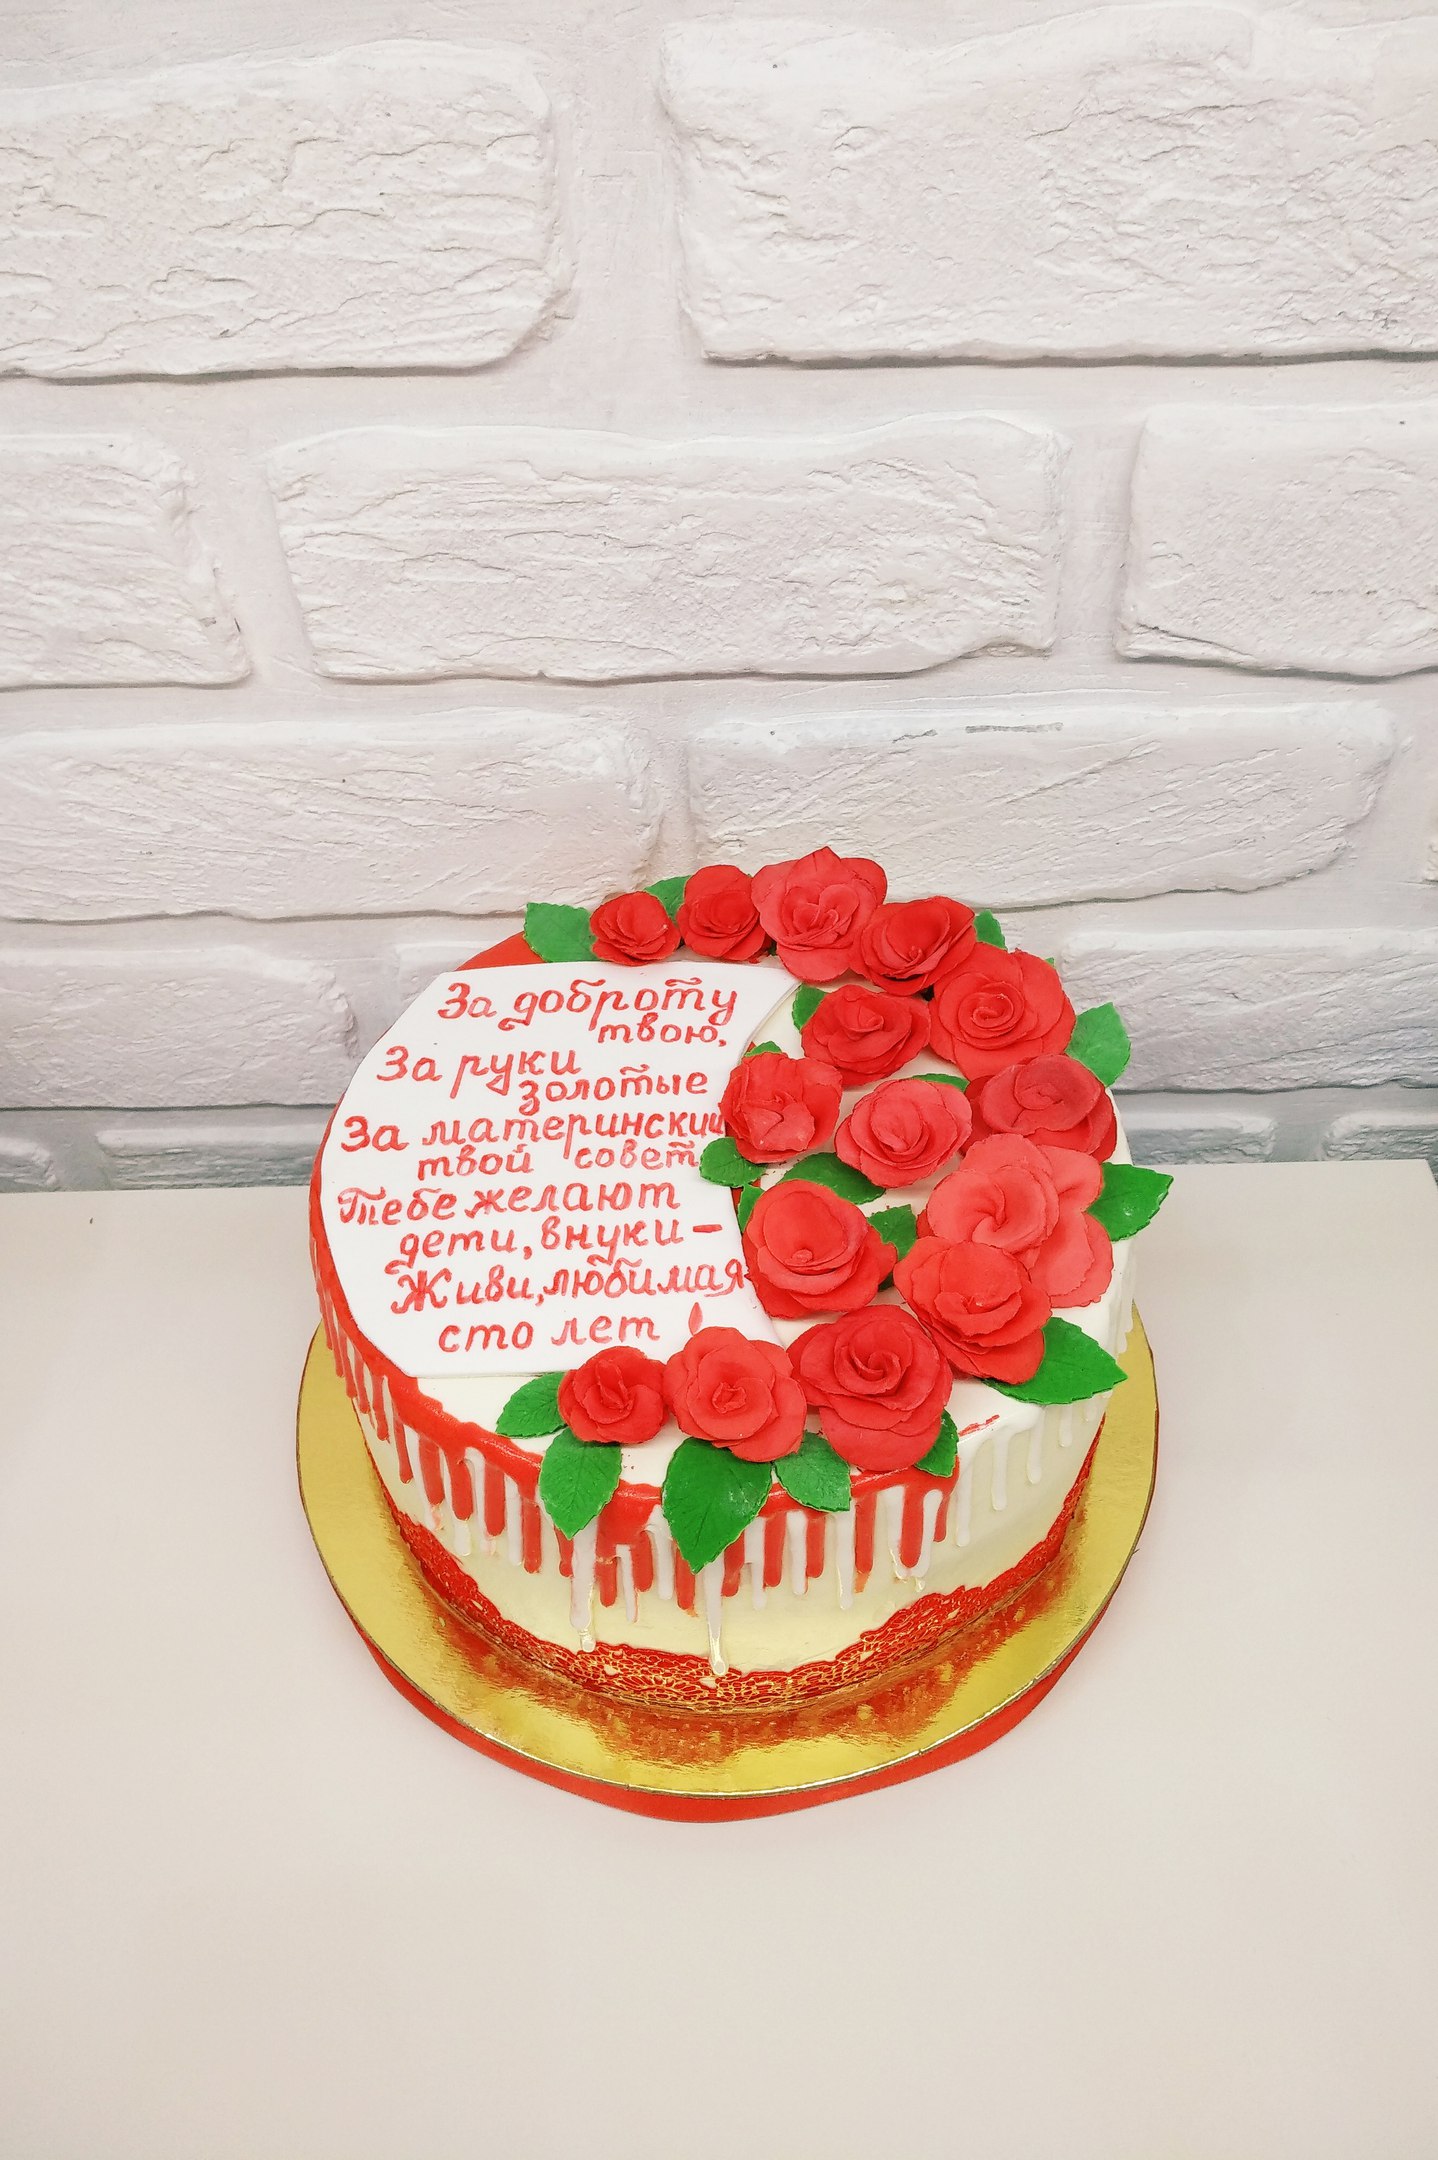 За доброту
твою,
За руки
золотые
За материнский
твой совет
Тебе желают
дети, внуки –
Живи, любимая
сто лет !